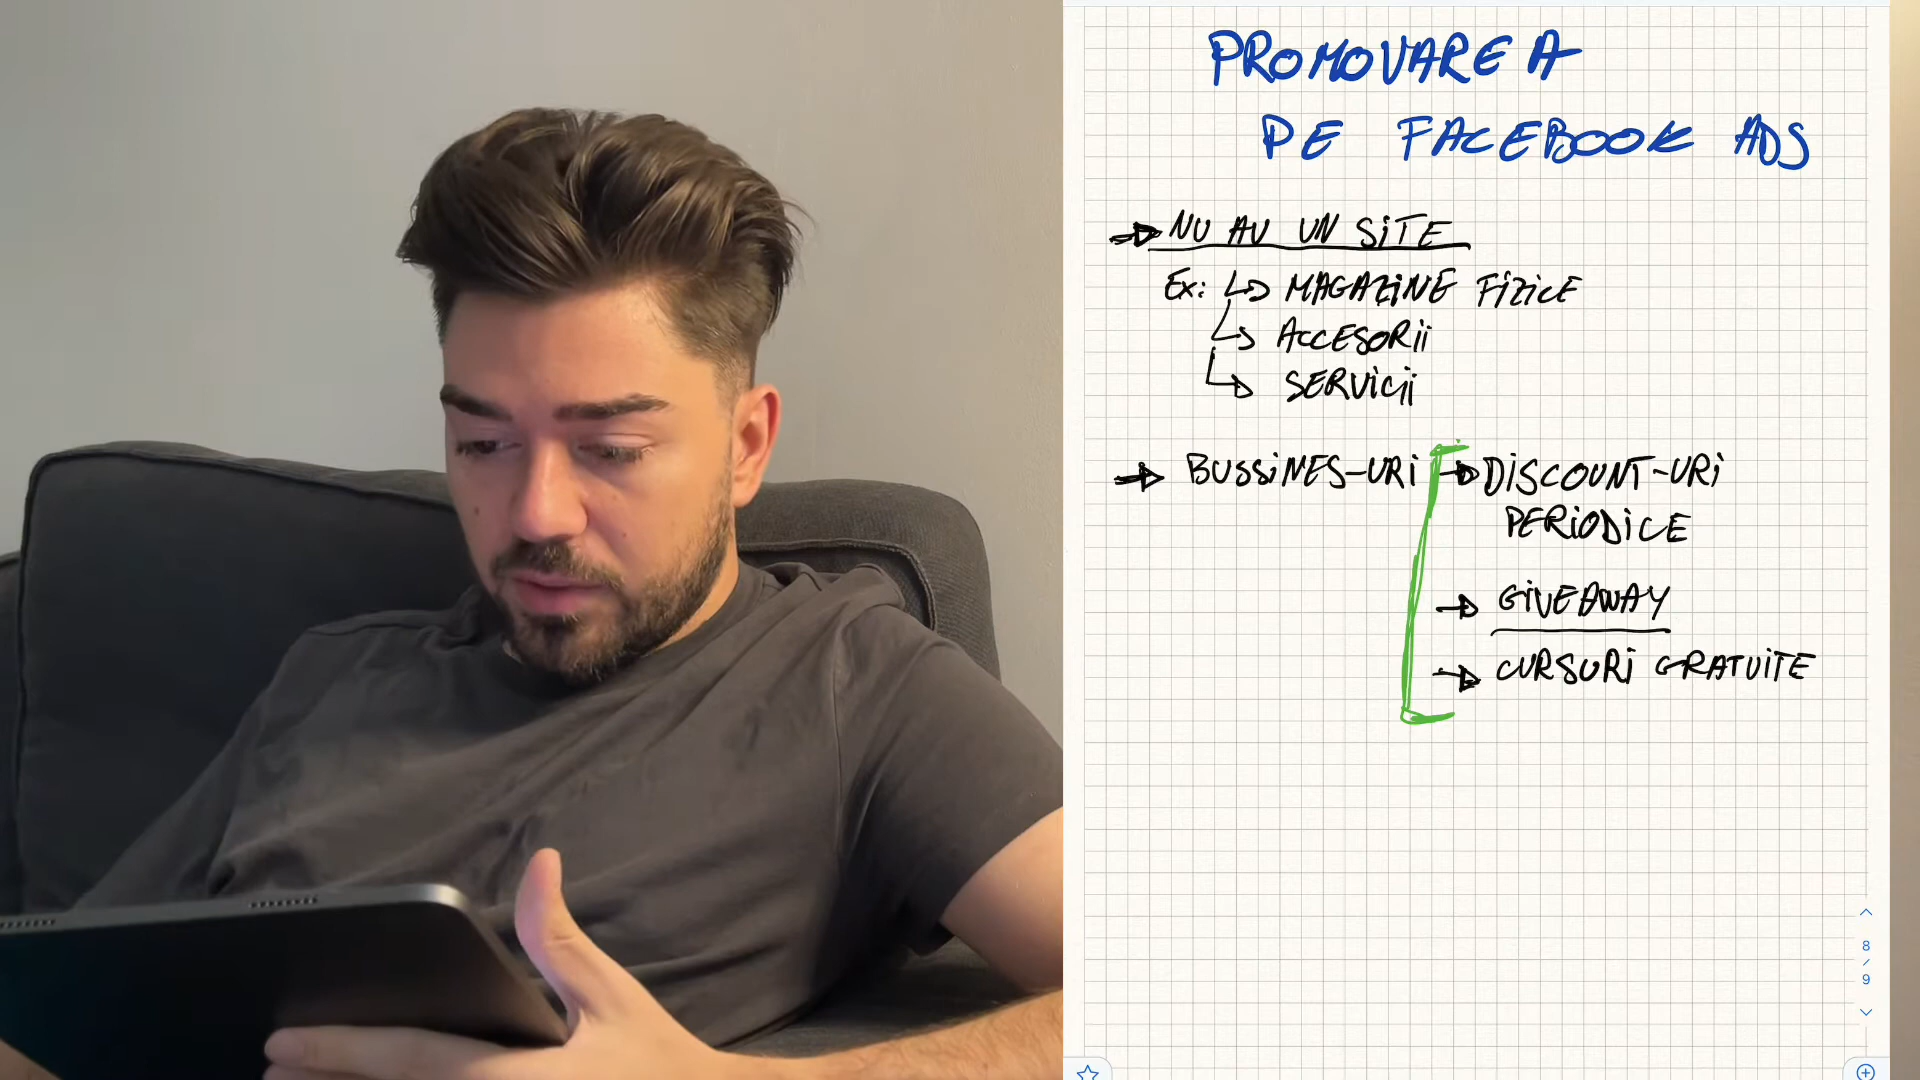 PROMOVAREA
PE FACEBOOK ADS
NU AU UN SITE
Ex: MAGAZINE FIZICE
ACCESORII
SERVICII
BUSSINES-URI DISCOUNT-URI
PERIODICE
GIVEAWAY
CURSURI GRATUITE
8
/
9